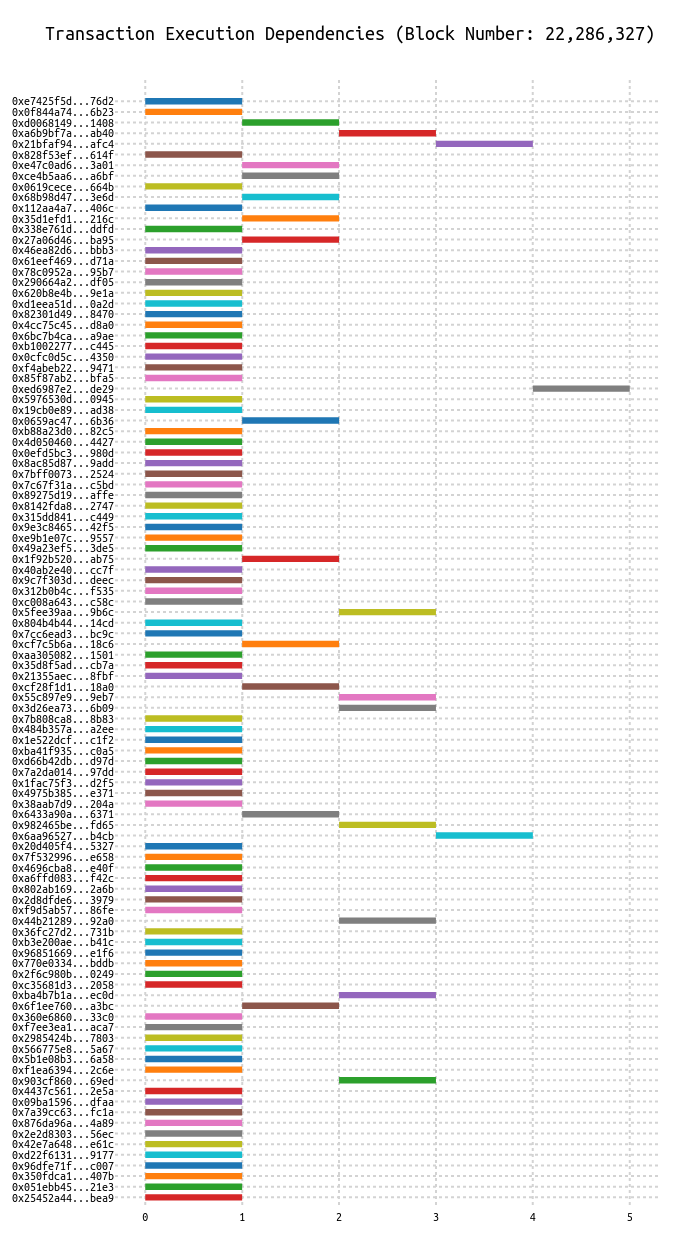 Transaction Execution Dependencies (Block Number: 22,286,327)
0xe7425f5d...76d2
0x0f844a74...6b23
0xd0068149...1408
0xa6b9bf7a...ab40
0x21bfaf94...afc4
0x828f53ef...614f
0xe47c0ad6...3a01
0xce4b5aa6...a6bf
0x0619cece...664b
0x68b98d47...3e6d
0x112aa4a7...406c
0x35d1efd1...216c
0x338e761d...ddfd
0x27a06d46...ba95
0x46ea82d6...bbb3
0x61eef469...d71a
0x78c0952a...95b7
0x290664a2...df05
0x620b8e4b...9e1a
0xd1eea51d...0a2d
0x82301d49...8470
0x4cc75c45...d8a0
0x6bc7b4ca...a9ae
0xb1002277...c445
0x0cfc0d5c...4350
0xf4abeb22...9471
0x85f87ab2...bfa5
0xed6987e2...de29
0x5976530d...0945
0x19cb0e89...ad38
0x0659ac47...6b36
0xb88a23d0...82c5
0x4d050460...4427
0x0efd5bc3...980d
0x8ac85d87...9add
0x7bff0073...2524
0x7c67f31a...c5bd
0x89275d19...affe
0x8142fda8...2747
0x315dd841...c449
0x9e3c8465...42f5
0xe9b1e07c...9557
0x49a23ef5...3de5
0x1f92b520...ab75
0x40ab2e40...cc7f
0x9c7f303d...deec
0x312b0b4c...f535
0xc008a643...c58c
0x5fee39aa...9b6c
0x804b4b44...14cd
0x7cc6ead3...bc9c
0xcf7c5b6a...18c6
0xaa305082...1501
0x35d8f5ad...cb7a
0x21355aec...8fbf
0xcf28f1d1...18a0
0x55c897e9...9eb7
0x3d26ea73...6b09
0x7b808ca8...8b83
0x484b357a...a2ee
0x1e522dcf...c1f2
0xba41f935...c0a5
0xd66b42db...d97d
0x7a2da014...97dd
0x1fac75f3...d2f5
0x4975b385...e371
0x38aab7d9...204a
0x6433a90a...6371
0x982465be...fd65
0x6aa96527...b4cb
0x20d405f4...5327
0x7f532996...e658
0x4696cba8...e40f
0xa6ffd083...f42c
0x802ab169...2a6b
0x2d8dfde6...3979
0xf9d5ab57...86fe
0x44b21289...92a0
0x36fc27d2...731b
0xb3e200ae...b41c
0x96851669...e1f6
0x770e0334...bddb
0x2f6c980b...0249
0xc35681d3...2058
0xba4b7b1a...ec0d
0x6f1ee760...a3bc
0x360e6860...33c0
0xf7ee3ea1...aca7
0x2985424b...7803
0x566775e8...5a67
0x5b1e08b3...6a58
0xf1ea6394...2c6e
0x903cf860...69ed
0x4437c561...2e5a
0x09ba1596...dfaa
0x7a39cc63...fc1a
0x876da96a...4a89
0x2e2d8303...56ec
0x42e7a648...e61c
0xd22f6131...9177
0x96dfe71f...c007
0x350fdca1...407b
0x051ebb45...21e3
0x25452a44...bea9
0 1 2 3 4 5